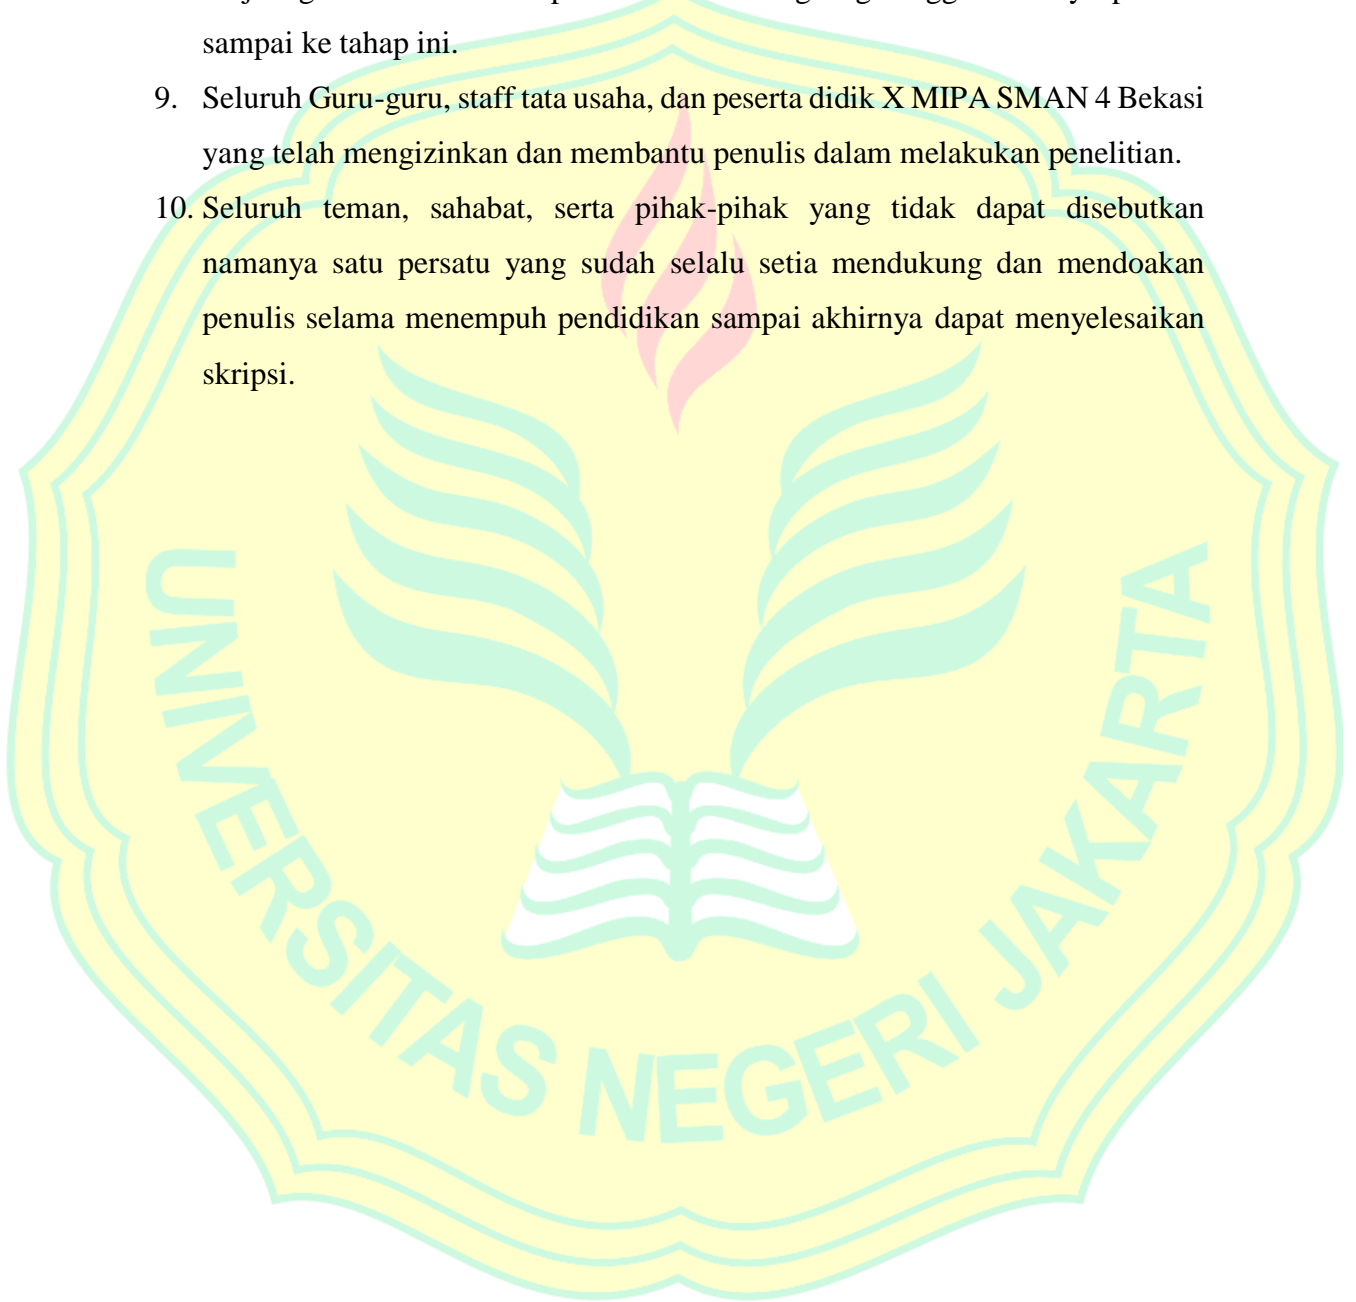 sampai ke tahap ini.
9. Seluruh Guru-guru, staff tata usaha, dan peserta didik X MIPA SMAN 4 Bekasi
yang telah mengizinkan dan membantu penulis dalam melakukan penelitian.
10. Seluruh teman, sahabat, serta pihak-pihak yang tidak dapat disebutkan
namanya satu persatu yang sudah selalu setia mendukung dan mendoakan
penulis selama menempuh pendidikan sampai akhirnya dapat menyelesaikan
skripsi.
UNIVERSITAS NEGERI JAKARTA